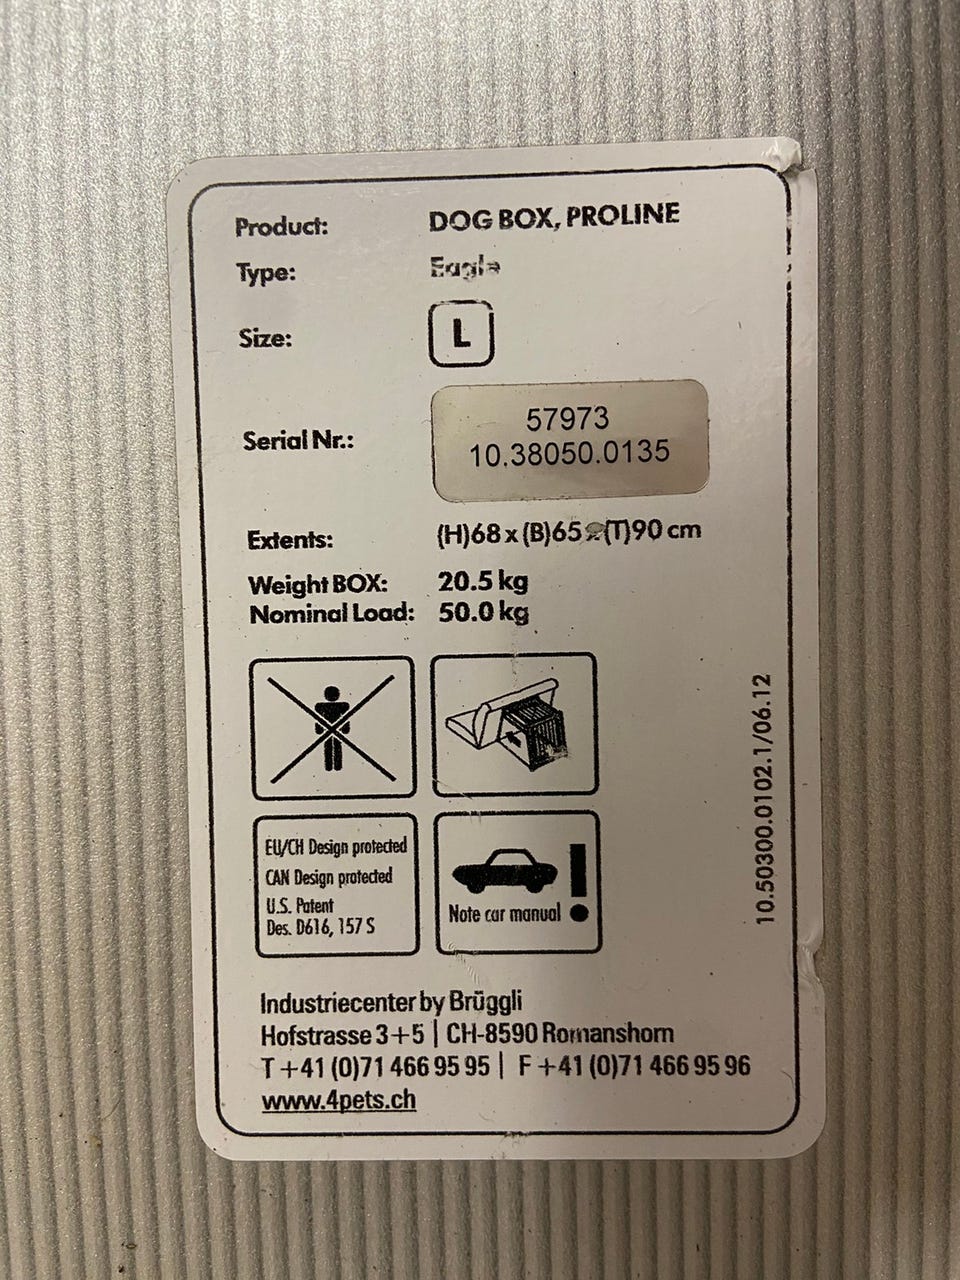 Product: DOG BOX, PROLINE
Type: Eagle
Size: L
Serial Nr.: 57973
10.38050.0135
Extents: (H)68 x (B)65 x (T)90 cm
Weight BOX: 20.5 kg
Nominal Load: 50.0 kg
EU/CH Design protected
CAN Design protected
U.S. Patent
Des. D616, 157 S
Note car manual !
10.50300.0102.1/06.12
Industriecenter by Brüggli
Hofstrasse 3+5 | CH-8590 Romanshorn
T +41 (0)71 466 95 95 | F +41 (0)71 466 95 96
www.4pets.ch